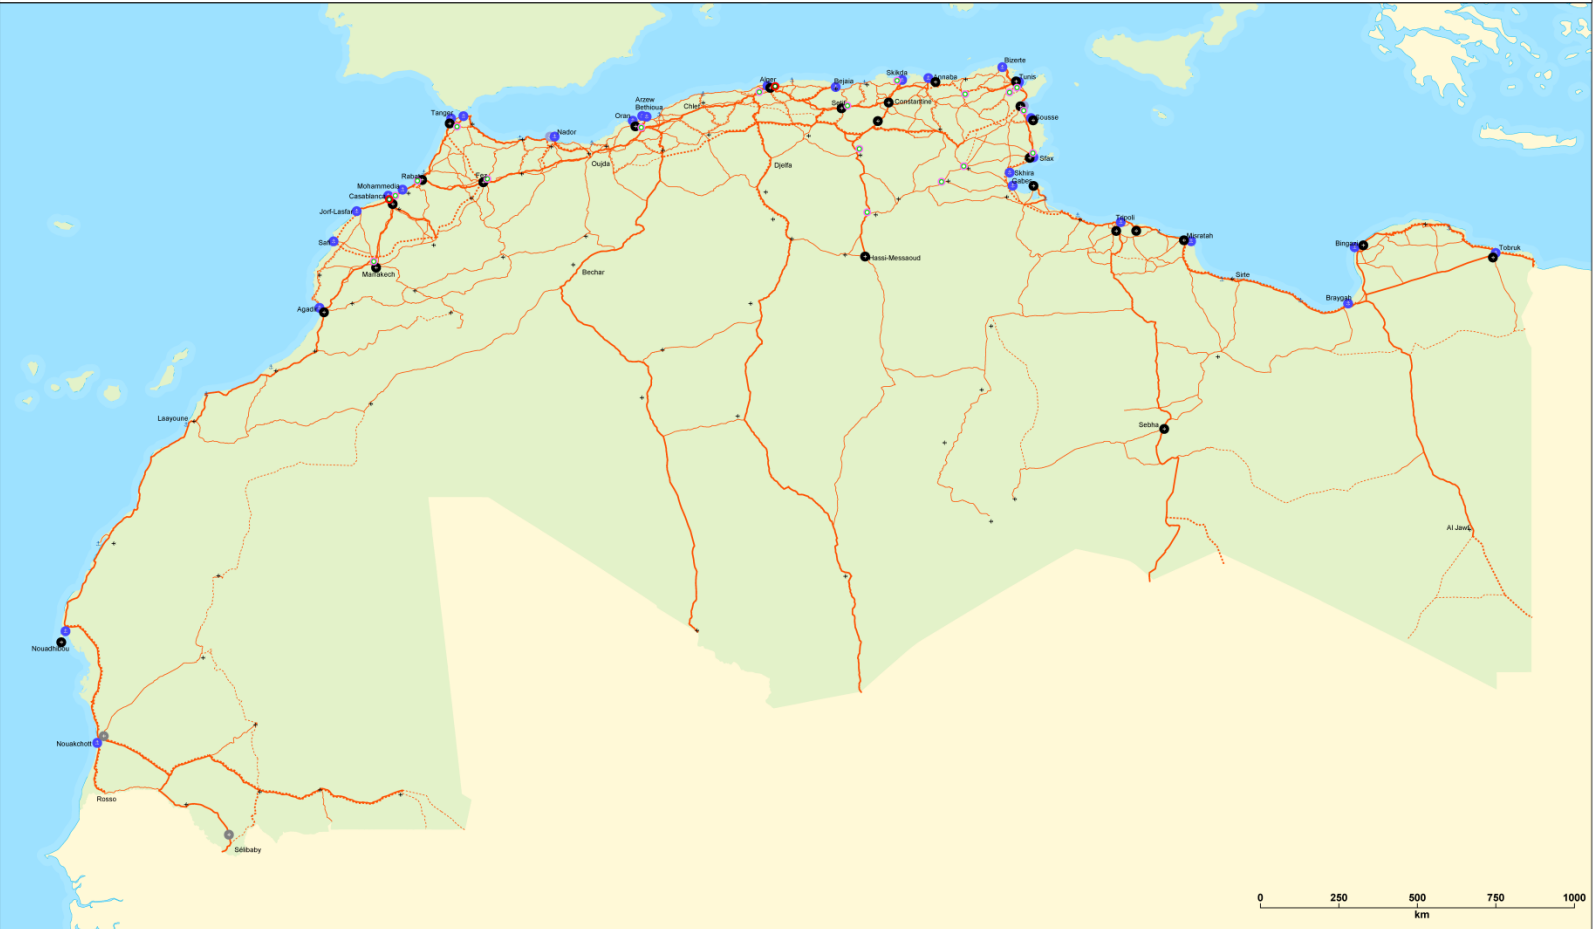 Bizerte
Skikda
Alger
Bejaia
Annaba
Tunis
Arzew
Bethioua
Chlef
Setif
Constantine
Tanger
Oran
Sousse
Nador
Oujda
Djelfa
Sfax
Rabat
Fez
Skhira
Gabes
Mohammedia
Casablanca
Jorf-Lasfar
Tripoli
Misratah
Safi
Bingazi
Tobruk
Hassi-Messaoud
Marrakech
Bechar
Sirte
Agadir
Braygah
Laayoune
Sebha
Al Jawf
Nouadhibou
Nouakchott
Rosso
Sélibaby
0 250 500 750 1000
km